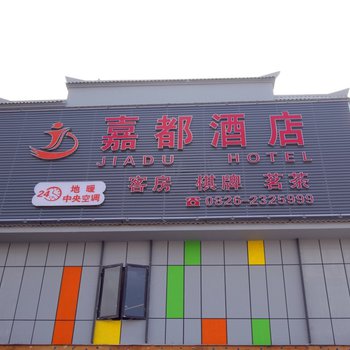 嘉都酒店
JIADU HOTEL
客房 棋牌 茗茶
☎0826-2325999
24 地暖
中央空调